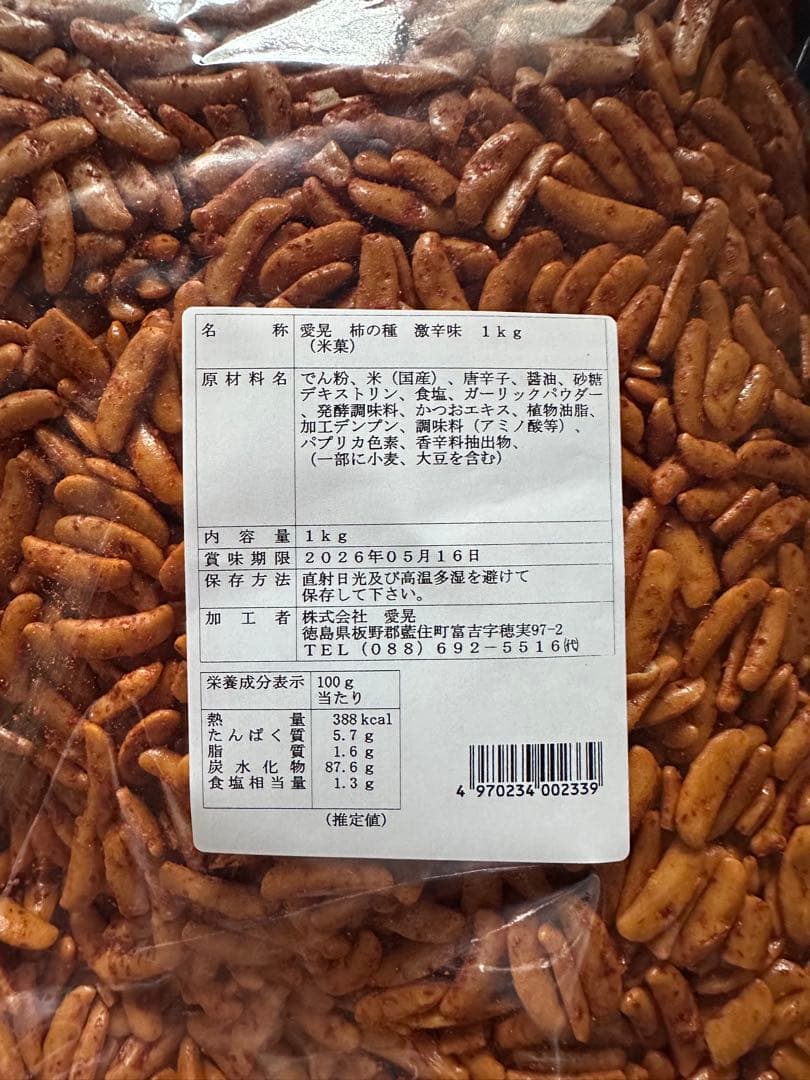 名称 愛晃 柿の種 激辛味 1kg
(米菓)
原材料名 でん粉、米(国産)、唐辛子、醤油、砂糖
デキストリン、食塩、ガーリックパウダー
、発酵調味料、かつおエキス、植物油脂、
加工デンプン、調味料(アミノ酸等)、
パプリカ色素、香辛料抽出物、
(一部に小麦、大豆を含む)
内容量 1kg
賞味期限 2026年05月16日
保存方法 直射日光及び高温多湿を避けて
保存して下さい。
加工者 株式会社 愛晃
徳島県板野郡藍住町富吉字穂実97-2
TEL(088)692-5516㈹
栄養成分表示 100g
当たり
熱量 388kcal
たんぱく質 5.7g
脂質 1.6g
炭水化物 87.6g
食塩相当量 1.3g
(推定値)
4 970234 002339